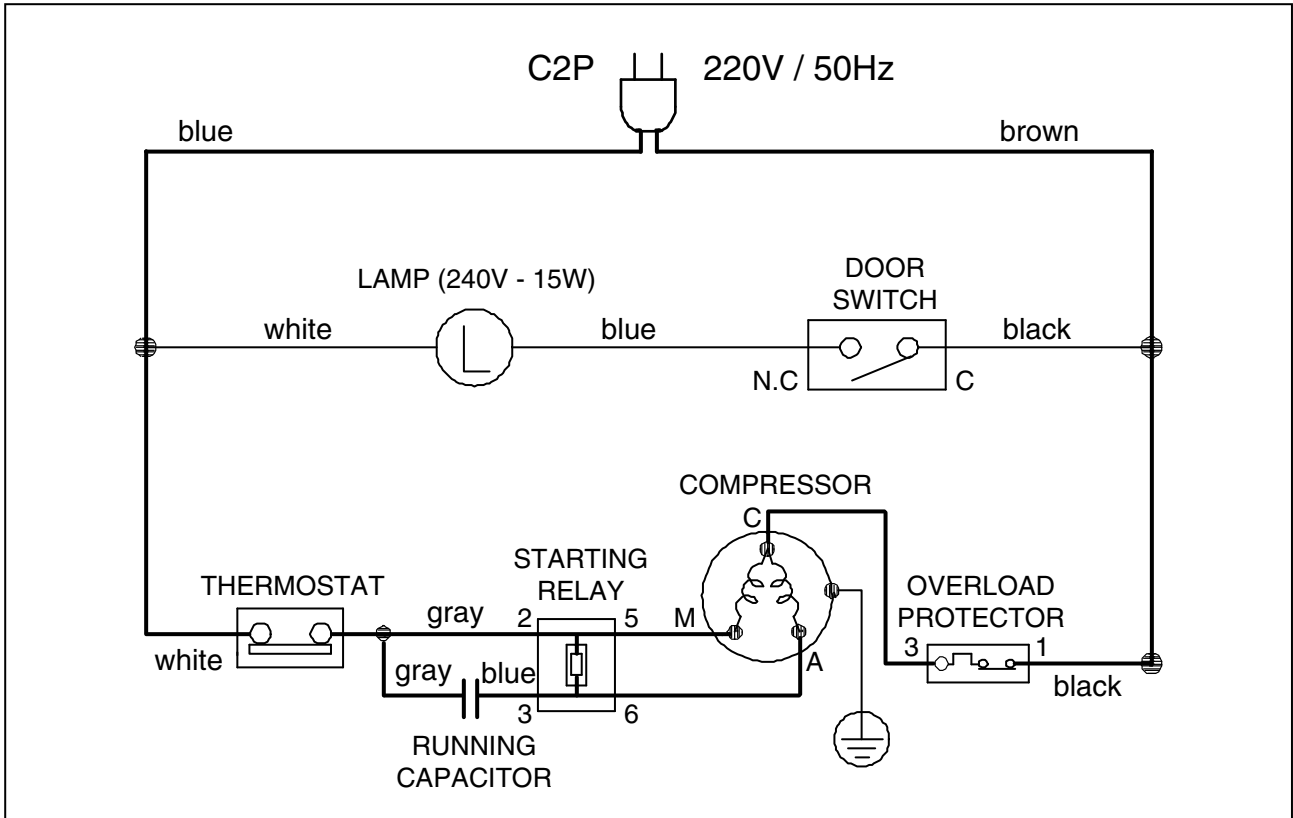 C2P
220V / 50Hz
blue
brown
LAMP (240V - 15W)
DOOR
SWITCH
white
L
blue
black
N.C
C
COMPRESSOR
C
THERMOSTAT
STARTING
RELAY
OVERLOAD
PROTECTOR
gray
2
5
M
A
3
1
white
gray
blue
3
6
black
RUNNING
CAPACITOR